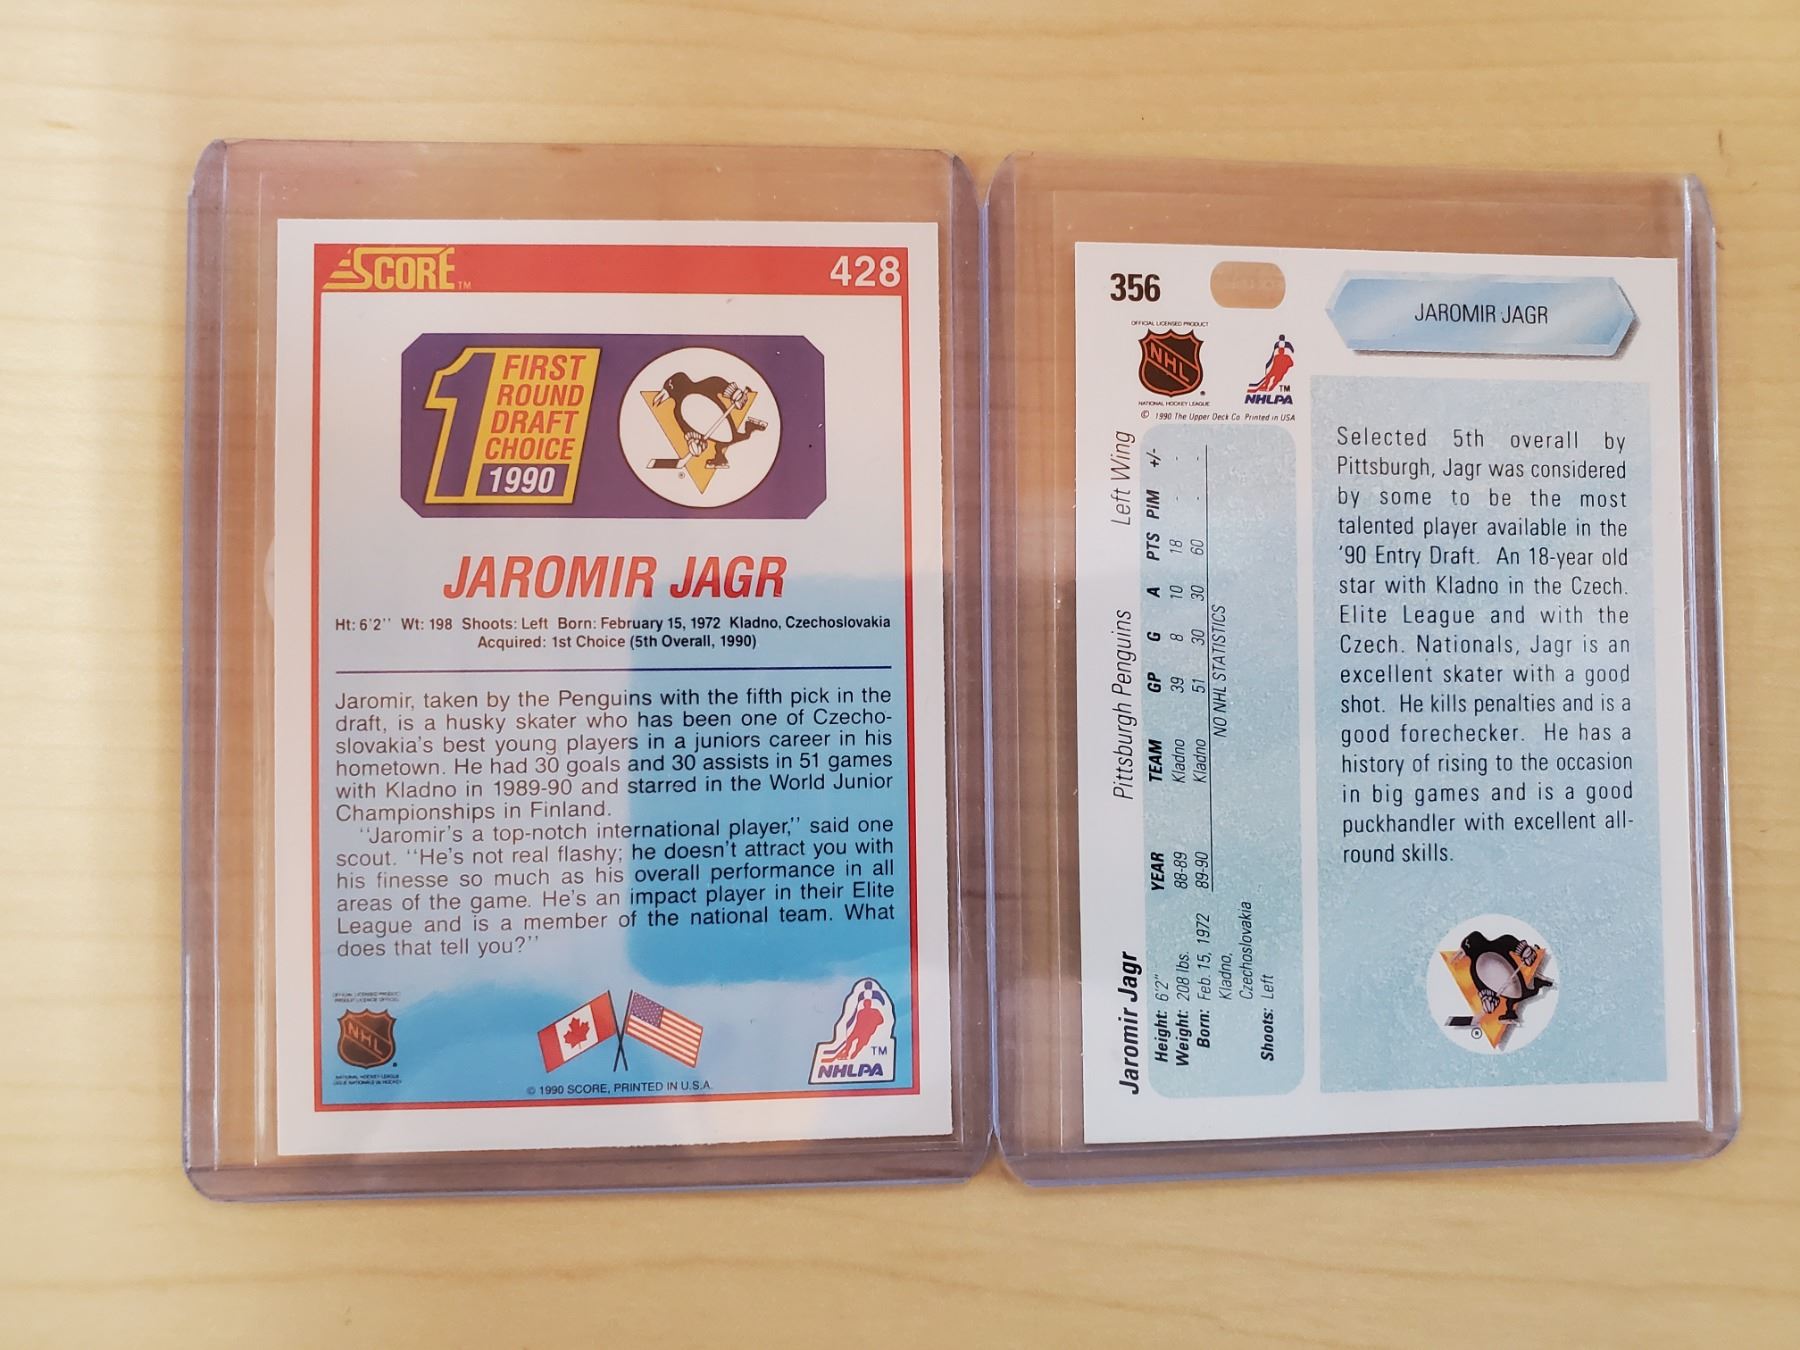 SCORE TM
428
1 FIRST
ROUND
DRAFT
CHOICE
1990
JAROMIR JAGR
Ht: 6'2'' Wt: 198 Shoots: Left Born: February 15, 1972 Kladno, Czechoslovakia
Acquired: 1st Choice (5th Overall, 1990)
Jaromir, taken by the Penguins with the fifth pick in the
draft, is a husky skater who has been one of Czecho-
slovakia's best young players in a juniors career in his
hometown. He had 30 goals and 30 assists in 51 games
with Kladno in 1989-90 and starred in the World Junior
Championships in Finland.
''Jaromir's a top-notch international player,'' said one
scout. ''He's not real flashy; he doesn't attract you with
his finesse so much as his overall performance in all
areas of the game. He's an impact player in their Elite
League and is a member of the national team. What
does that tell you?''
NHL
TM
NHLPA
© 1990 SCORE, PRINTED IN U.S.A.
356
JAROMIR JAGR
OFFICIAL LICENSED PRODUCT
NHL
NATIONAL HOCKEY LEAGUE
TM
NHLPA
© 1990 The Upper Deck Co. Printed in USA
Jaromir Jagr Pittsburgh Penguins Left Wing
Height: 6'2"
Weight: 208 lbs.
Born: Feb. 15, 1972
Kladno,
Czechoslovakia
Shoots: Left
YEAR TEAM GP G A PTS PIM +/-
88-89 Kladno 39 8 10 18 - -
89-90 Kladno 51 30 30 60 - -
NO NHL STATISTICS
Selected 5th overall by
Pittsburgh, Jagr was considered
by some to be the most
talented player available in the
'90 Entry Draft. An 18-year old
star with Kladno in the Czech.
Elite League and with the
Czech. Nationals, Jagr is an
excellent skater with a good
shot. He kills penalties and is a
good forechecker. He has a
history of rising to the occasion
in big games and is a good
puckhandler with excellent all-
round skills.